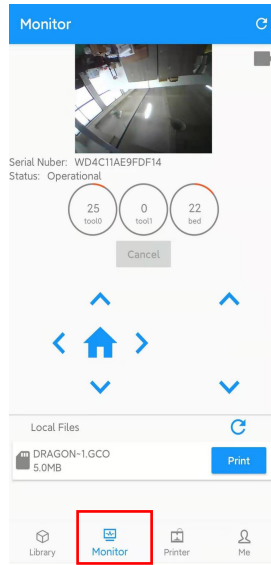 Monitor
Serial Nuber: WD4C11AE9FDF14
Status: Operational
25
tool0
0
tool1
22
bed
Cancel
Local Files
DRAGON~1.GCO
5.0MB
Print
Library
Monitor
Printer
Me